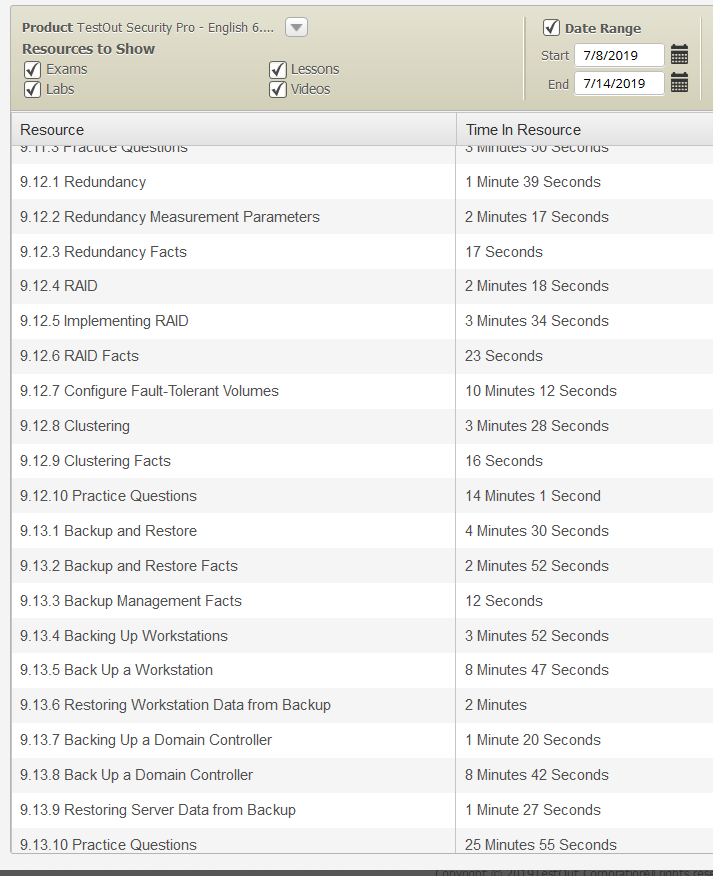 Product TestOut Security Pro - English 6....
Resources to Show
Exams
Lessons
Labs
Videos
Date Range
Start 7/8/2019
End 7/14/2019
Resource Time In Resource
9.11.3 Practice Questions 3 Minutes 50 Seconds
9.12.1 Redundancy 1 Minute 39 Seconds
9.12.2 Redundancy Measurement Parameters 2 Minutes 17 Seconds
9.12.3 Redundancy Facts 17 Seconds
9.12.4 RAID 2 Minutes 18 Seconds
9.12.5 Implementing RAID 3 Minutes 34 Seconds
9.12.6 RAID Facts 23 Seconds
9.12.7 Configure Fault-Tolerant Volumes 10 Minutes 12 Seconds
9.12.8 Clustering 3 Minutes 28 Seconds
9.12.9 Clustering Facts 16 Seconds
9.12.10 Practice Questions 14 Minutes 1 Second
9.13.1 Backup and Restore 4 Minutes 30 Seconds
9.13.2 Backup and Restore Facts 2 Minutes 52 Seconds
9.13.3 Backup Management Facts 12 Seconds
9.13.4 Backing Up Workstations 3 Minutes 52 Seconds
9.13.5 Back Up a Workstation 8 Minutes 47 Seconds
9.13.6 Restoring Workstation Data from Backup 2 Minutes
9.13.7 Backing Up a Domain Controller 1 Minute 20 Seconds
9.13.8 Back Up a Domain Controller 8 Minutes 42 Seconds
9.13.9 Restoring Server Data from Backup 1 Minute 27 Seconds
9.13.10 Practice Questions 25 Minutes 55 Seconds
Copyright © 2019 TestOut Corporation All rights